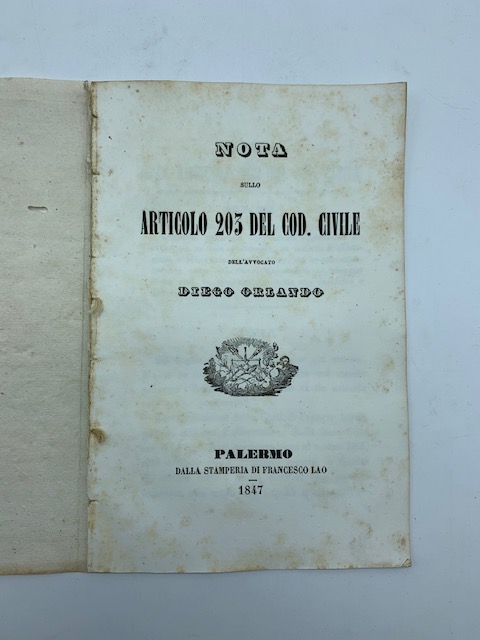 NOTA
SULLO
ARTICOLO 203 DEL COD. CIVILE
DELL'AVVOCATO
DIEGO ORLANDO
PALERMO
DALLA STAMPERIA DI FRANCESCO LAO
1847